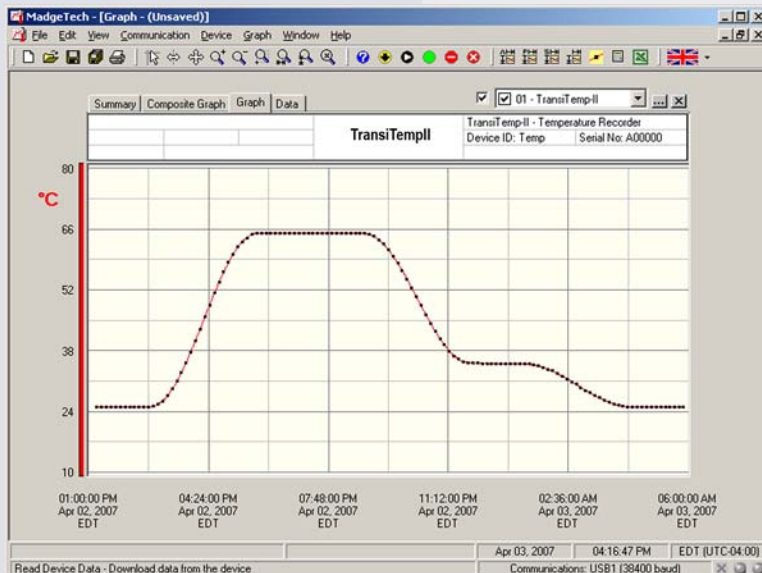 MadgeTech - [Graph - (Unsaved)]
File Edit View Communication Device Graph Window Help
Summary Composite Graph Graph Data 01 - TransiTemp-II
TransiTempII
TransiTemp-II - Temperature Recorder
Device ID: Temp Serial No: A00000
°C
80
66
52
38
24
10
01:00:00 PM 04:24:00 PM 07:48:00 PM 11:12:00 PM 02:36:00 AM 06:00:00 AM
Apr 02, 2007 Apr 02, 2007 Apr 02, 2007 Apr 02, 2007 Apr 03, 2007 Apr 03, 2007
EDT EDT EDT EDT EDT EDT
Apr 03, 2007 04:16:47 PM EDT (UTC-04:00)
Read Device Data - Download data from the device Communications: USB1 (38400 baud)